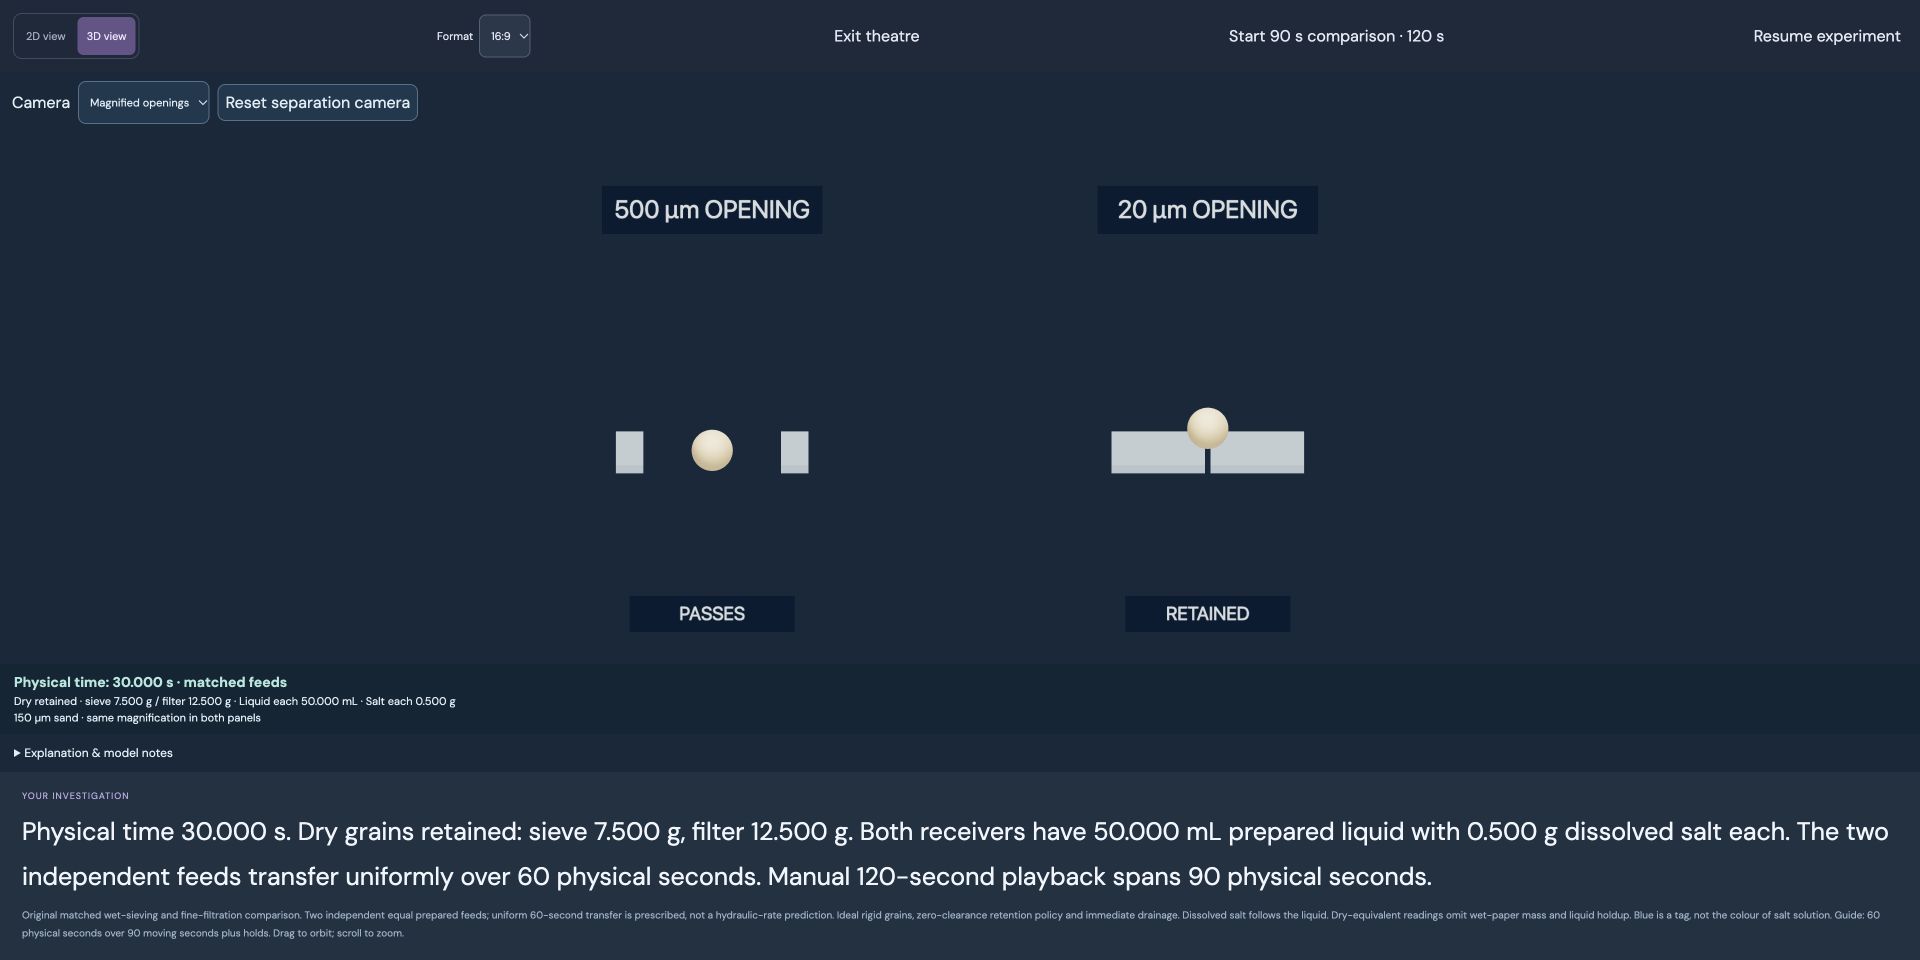 2D view 3D view Format 16:9 Exit theatre Start 90 s comparison · 120 s Resume experiment
Camera Magnified openings Reset separation camera
500 µm OPENING 20 µm OPENING
PASSES RETAINED
Physical time: 30.000 s · matched feeds
Dry retained · sieve 7.500 g / filter 12.500 g · Liquid each 50.000 mL · Salt each 0.500 g
150 µm sand · same magnification in both panels
Explanation & model notes
YOUR INVESTIGATION
Physical time 30.000 s. Dry grains retained: sieve 7.500 g, filter 12.500 g. Both receivers have 50.000 mL prepared liquid with 0.500 g dissolved salt each. The two
independent feeds transfer uniformly over 60 physical seconds. Manual 120-second playback spans 90 physical seconds.
Original matched wet-sieving and fine-filtration comparison. Two independent equal prepared feeds; uniform 60-second transfer is prescribed, not a hydraulic-rate prediction. Ideal rigid grains, zero-clearance retention policy and immediate drainage. Dissolved salt follows the liquid. Dry-equivalent readings omit wet-paper mass and liquid holdup. Blue is a tag, not the colour of salt solution. Guide: 60
physical seconds over 90 moving seconds plus holds. Drag to orbit; scroll to zoom.